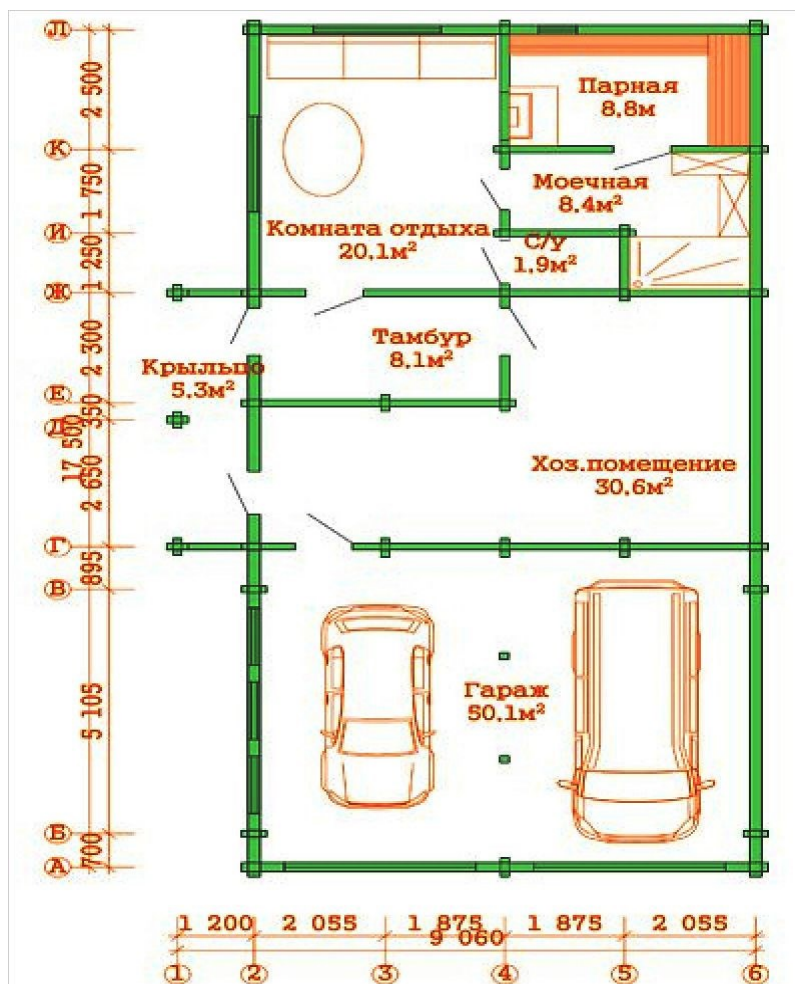 Л
2 500
Парная
8.8м
К
1 750
Моечная
8.4м²
Комната отдыха
20.1м²
И
С/У
1.9м²
1 250
Ж
2 300
Тамбур
8.1м²
Крыльцо
5.3м²
Е
350
Д
17 500
2 650
Хоз.помещение
30.6м²
Г
895
В
Гараж
50.1м²
5 105
Б
700
А
1 200 2 055 1 875 1 875 2 055
9 060
1 2 3 4 5 6